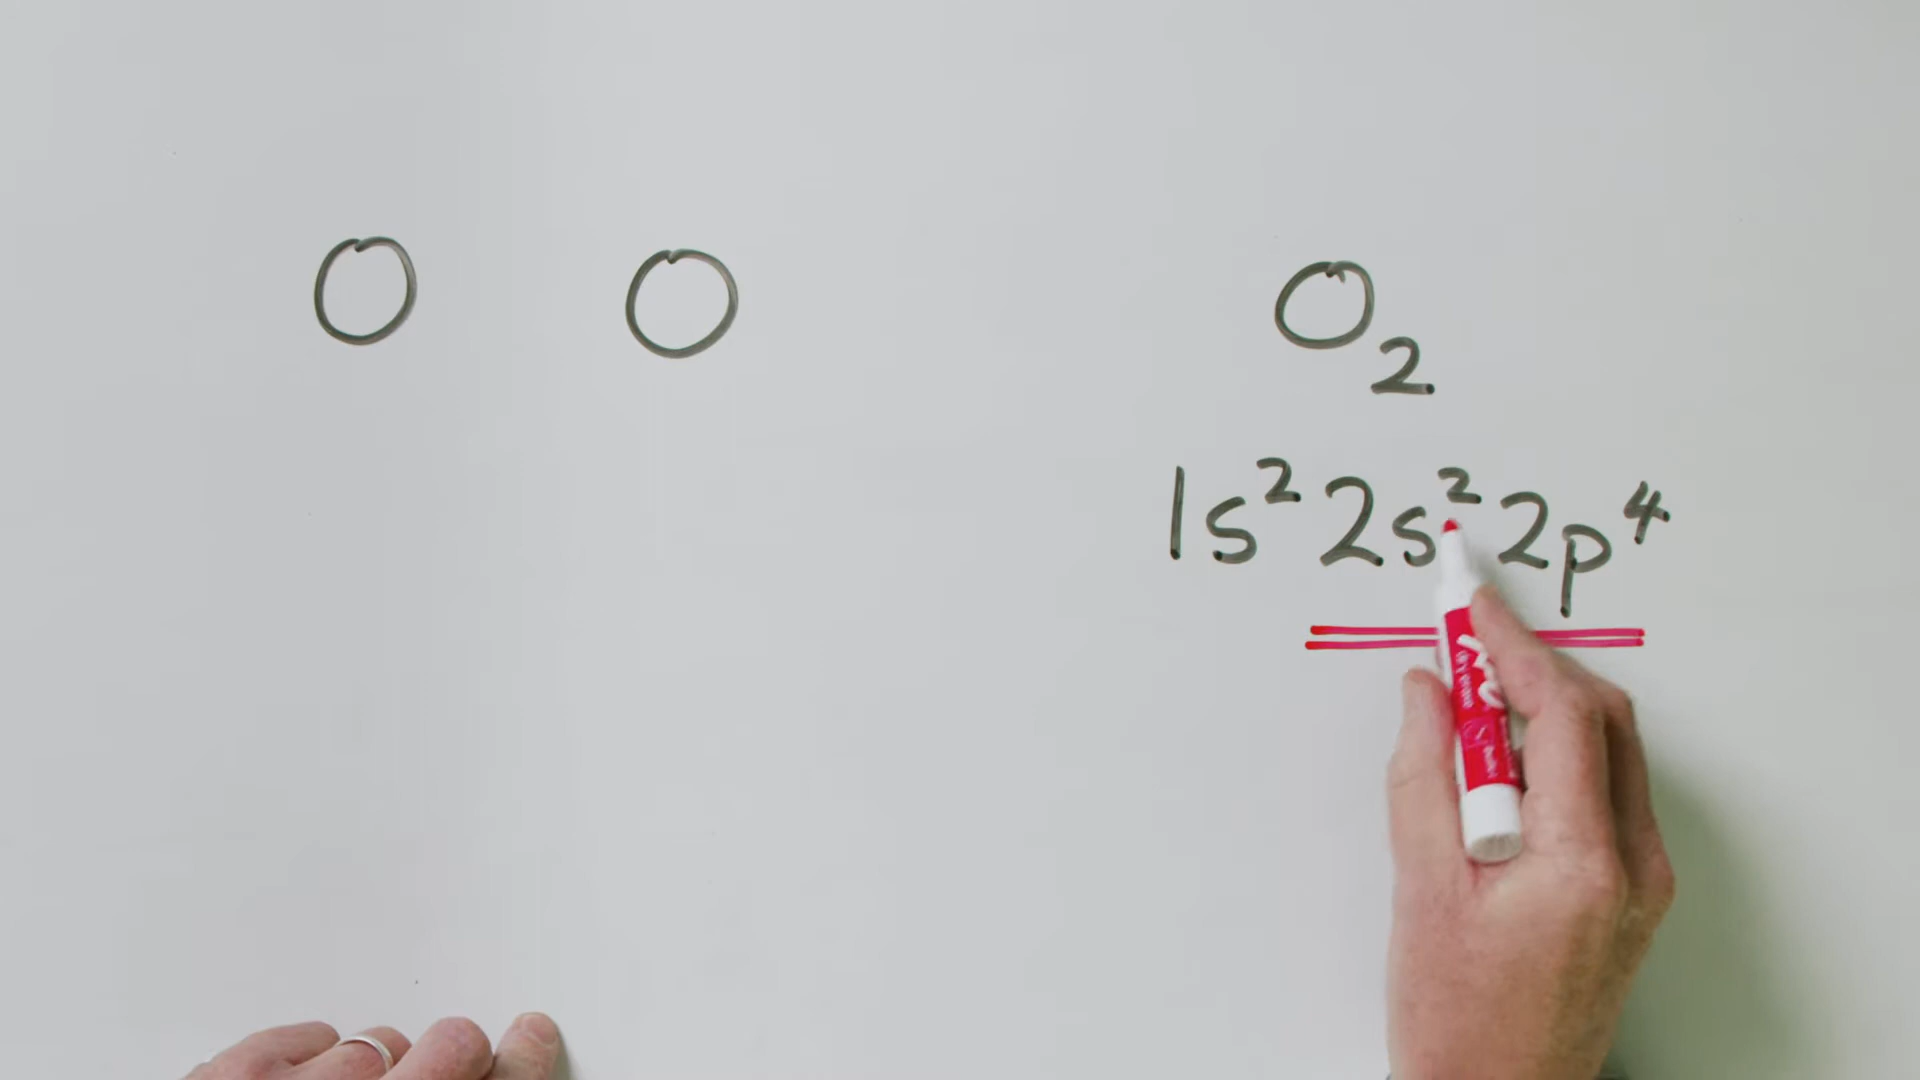 O O O₂
1s² 2s² 2p⁴